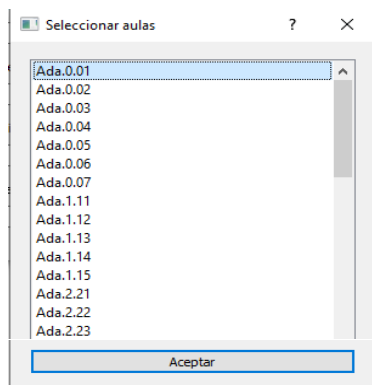 Seleccionar aulas ?
Ada.0.01
Ada.0.02
Ada.0.03
Ada.0.04
Ada.0.05
Ada.0.06
Ada.0.07
Ada.1.11
Ada.1.12
Ada.1.13
Ada.1.14
Ada.1.15
Ada.2.21
Ada.2.22
Ada.2.23
Aceptar